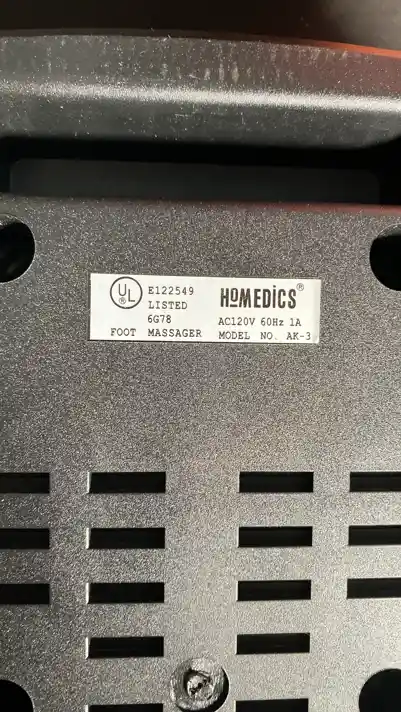 UL
®
E122549
LISTED
6G78
FOOT MASSAGER
HoMEDiCS®
AC120V 60Hz 1A
MODEL NO. AK-3